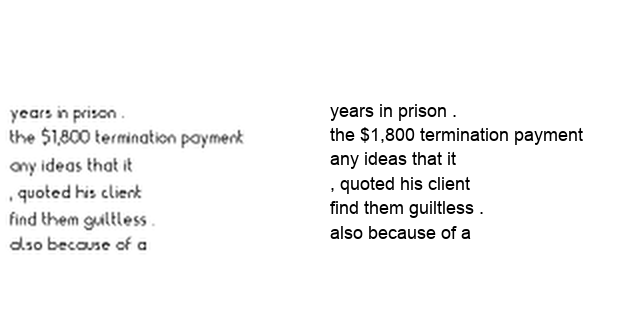 years in prison .
the $1,800 termination payment
any ideas that it
, quoted his client
find them guiltless .
also because of a
years in prison .
the $1,800 termination payment
any ideas that it
, quoted his client
find them guiltless .
also because of a